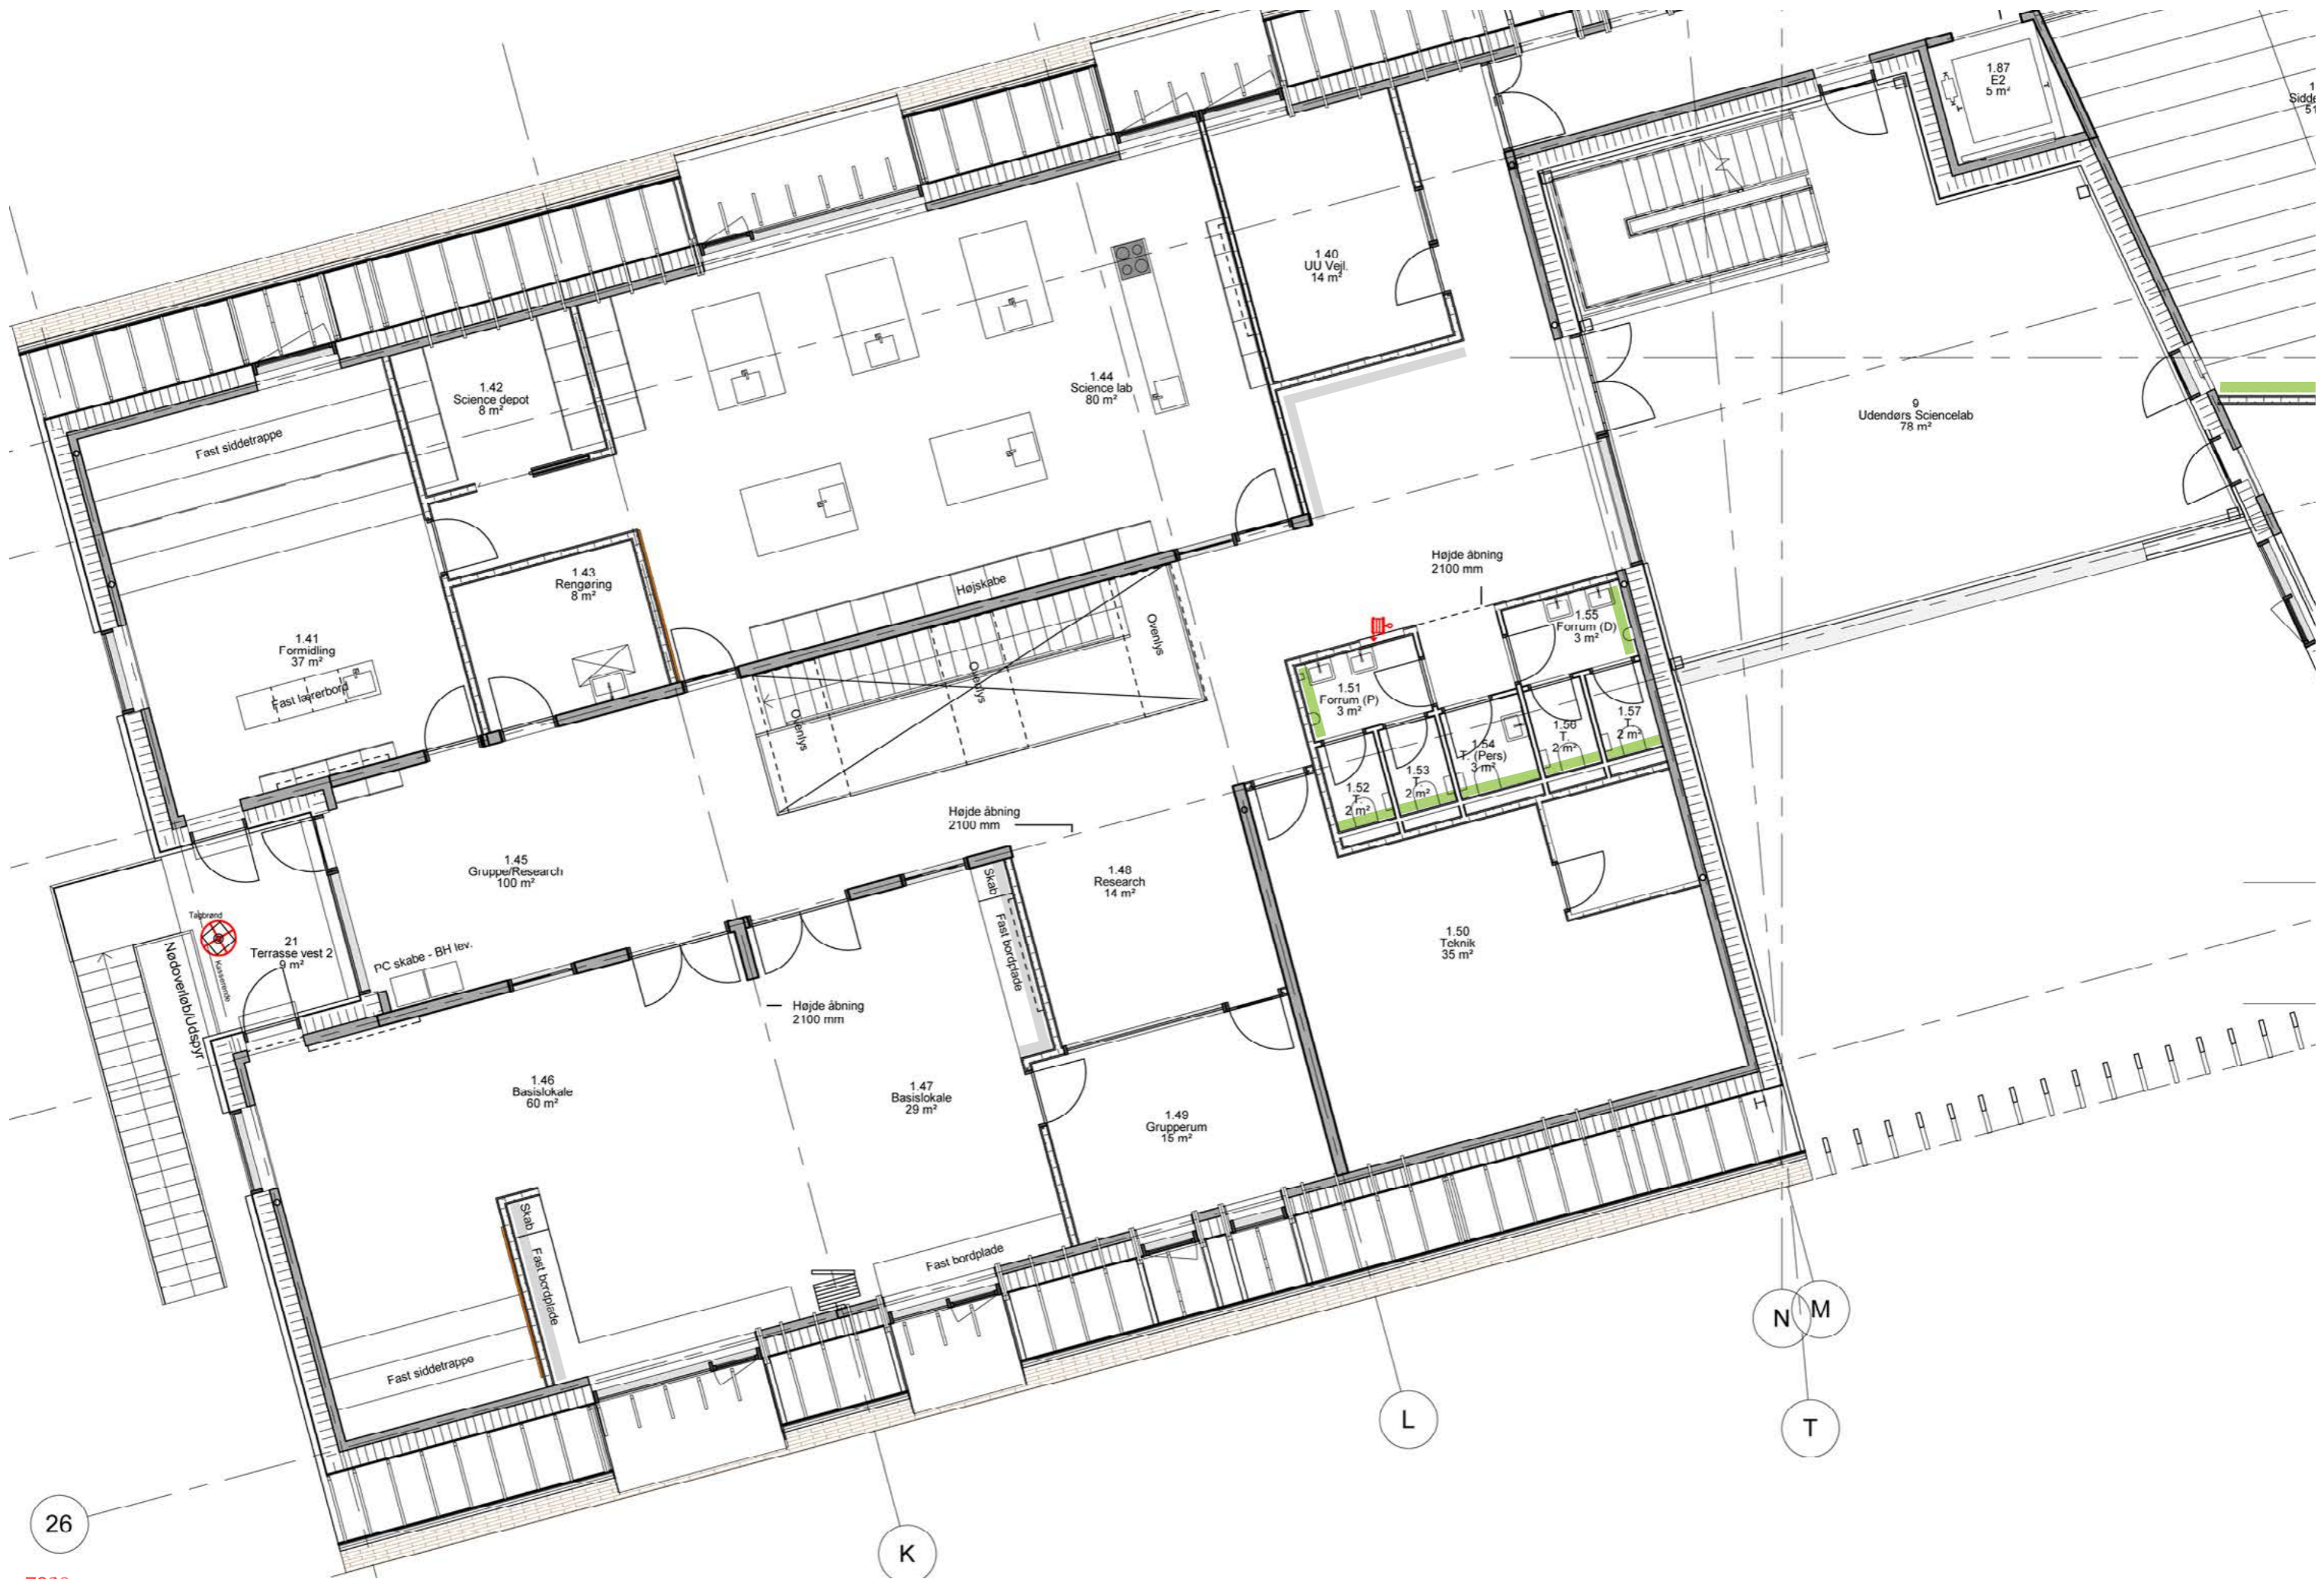 1.87
E2
5 m²
1.40
UU Vejl.
14 m²
1.42
Science depot
8 m²
1.44
Science lab
80 m²
9
Udendørs Sciencelab
78 m²
Fast siddetrappe
Højde åbning
2100 mm
1.43
Rengøring
8 m²
Højskabe
1.55
Forrum (D)
3 m²
Ovenlys
1.41
Formidling
37 m²
Fast lærerbord
Ovenlys
1.51
Forrum (P)
3 m²
Ovenlys
1.57
T.
2 m²
1.56
T.
2 m²
1.54
T. (Pers)
3 m²
1.53
T.
2 m²
1.52
T.
2 m²
Højde åbning
2100 mm
1.45
Gruppe/Research
100 m²
Skab
1.48
Research
14 m²
Tagbrønd
21
Terrasse vest 2
9 m²
PC skabe - BH lev.
Fast bordplade
1.50
Teknik
35 m²
Nødoverløb/Udspyr
Kasserende
Højde åbning
2100 mm
1.46
Basislokale
60 m²
1.47
Basislokale
29 m²
1.49
Grupperum
15 m²
Skab
Fast bordplade
Fast bordplade
Fast siddetrappe
N
M
L
T
26
K